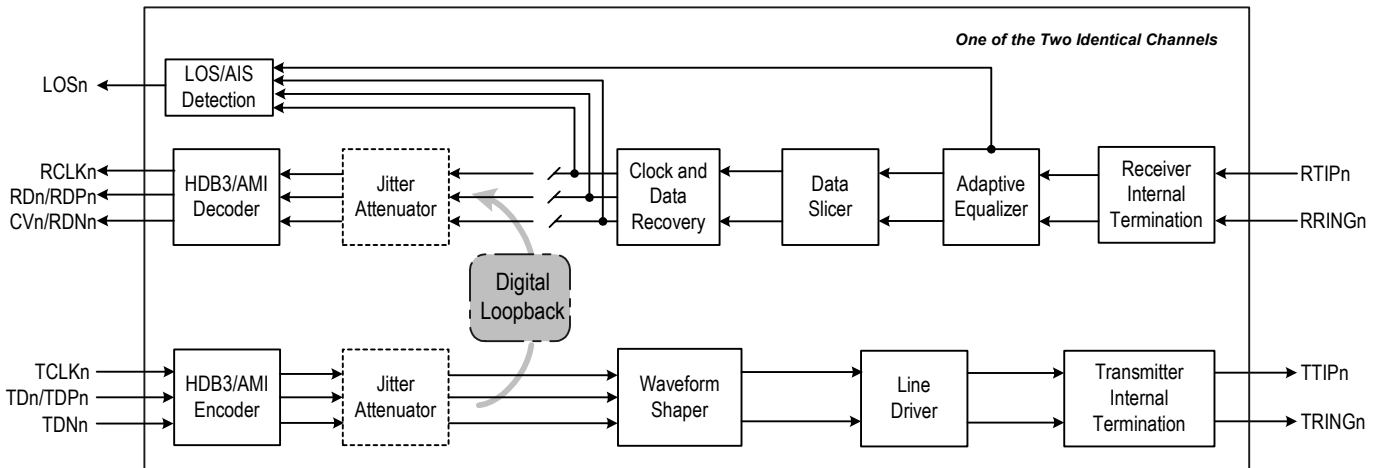 One of the Two Identical Channels
LOSn
LOS/AIS
Detection
RCLKn
RDn/RDPn
CVn/RDNn
HDB3/AMI
Decoder
Jitter
Attenuator
Clock and
Data
Recovery
Data
Slicer
Adaptive
Equalizer
Receiver
Internal
Termination
RTIPn
RRINGn
Digital
Loopback
TCLKn
TDn/TDPn
TDNn
HDB3/AMI
Encoder
Jitter
Attenuator
Waveform
Shaper
Line
Driver
Transmitter
Internal
Termination
TTIPn
TRINGn